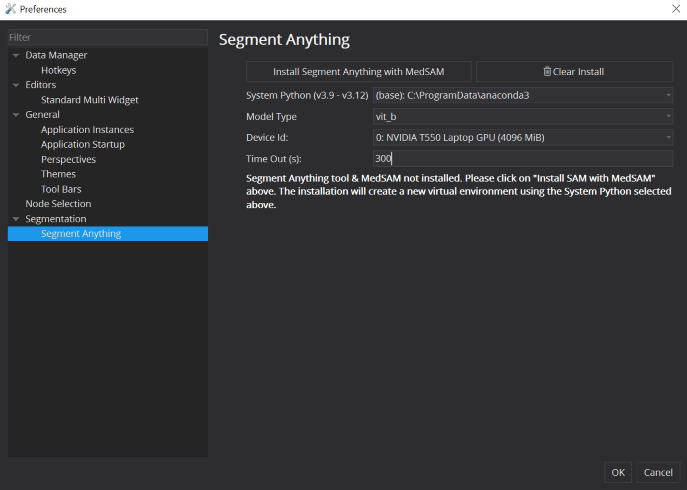 Preferences
Filter
Data Manager
Hotkeys
Editors
Standard Multi Widget
General
Application Instances
Application Startup
Perspectives
Themes
Tool Bars
Node Selection
Segmentation
Segment Anything
Segment Anything
Install Segment Anything with MedSAM
Clear Install
System Python (v3.9 - v3.12) (base): C:\ProgramData\anaconda3
Model Type vit_b
Device Id: 0: NVIDIA T550 Laptop GPU (4096 MiB)
Time Out (s): 300
Segment Anything tool & MedSAM not installed. Please click on "Install SAM with MedSAM"
above. The installation will create a new virtual environment using the System Python selected
above.
OK Cancel